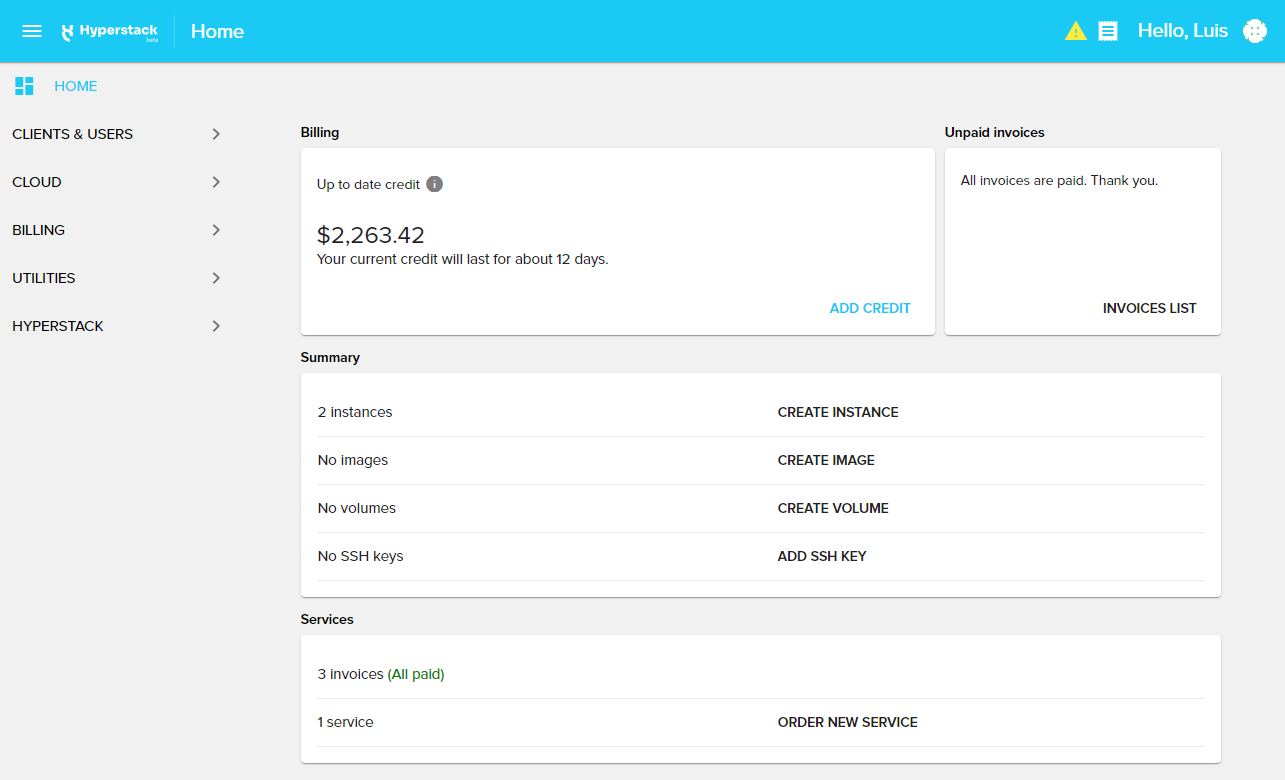 Hyperstack
beta
Home
Hello, Luis
HOME
CLIENTS & USERS
CLOUD
BILLING
UTILITIES
HYPERSTACK
Billing
Up to date credit
$2,263.42
Your current credit will last for about 12 days.
ADD CREDIT
Unpaid invoices
All invoices are paid. Thank you.
INVOICES LIST
Summary
2 instances CREATE INSTANCE
No images CREATE IMAGE
No volumes CREATE VOLUME
No SSH keys ADD SSH KEY
Services
3 invoices (All paid)
1 service ORDER NEW SERVICE